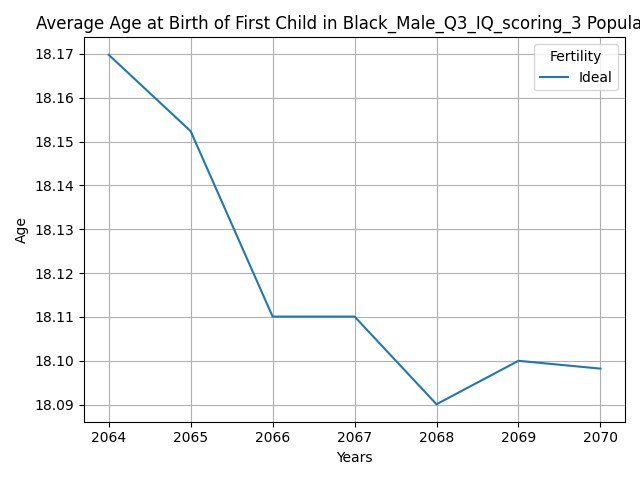 Average Age at Birth of First Child in Black_Male_Q3_IQ_scoring_3 Popula
Fertility
Ideal
18.17
18.16
18.15
18.14
18.13
18.12
18.11
18.10
18.09
Age
2064 2065 2066 2067 2068 2069 2070
Years